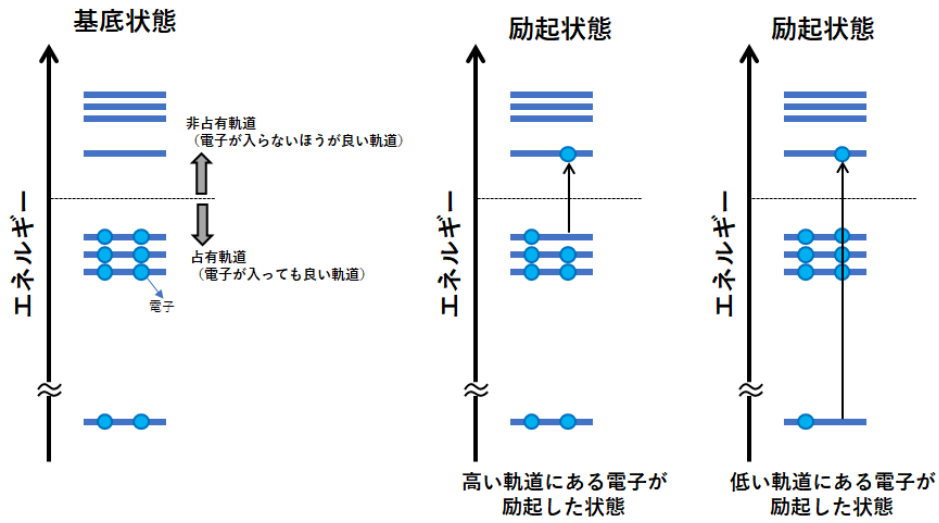 基底状態
エネルギー
非占有軌道
（電子が入らないほうが良い軌道）
占有軌道
（電子が入っても良い軌道）
電子
励起状態
エネルギー
高い軌道にある電子が
励起した状態
励起状態
エネルギー
低い軌道にある電子が
励起した状態